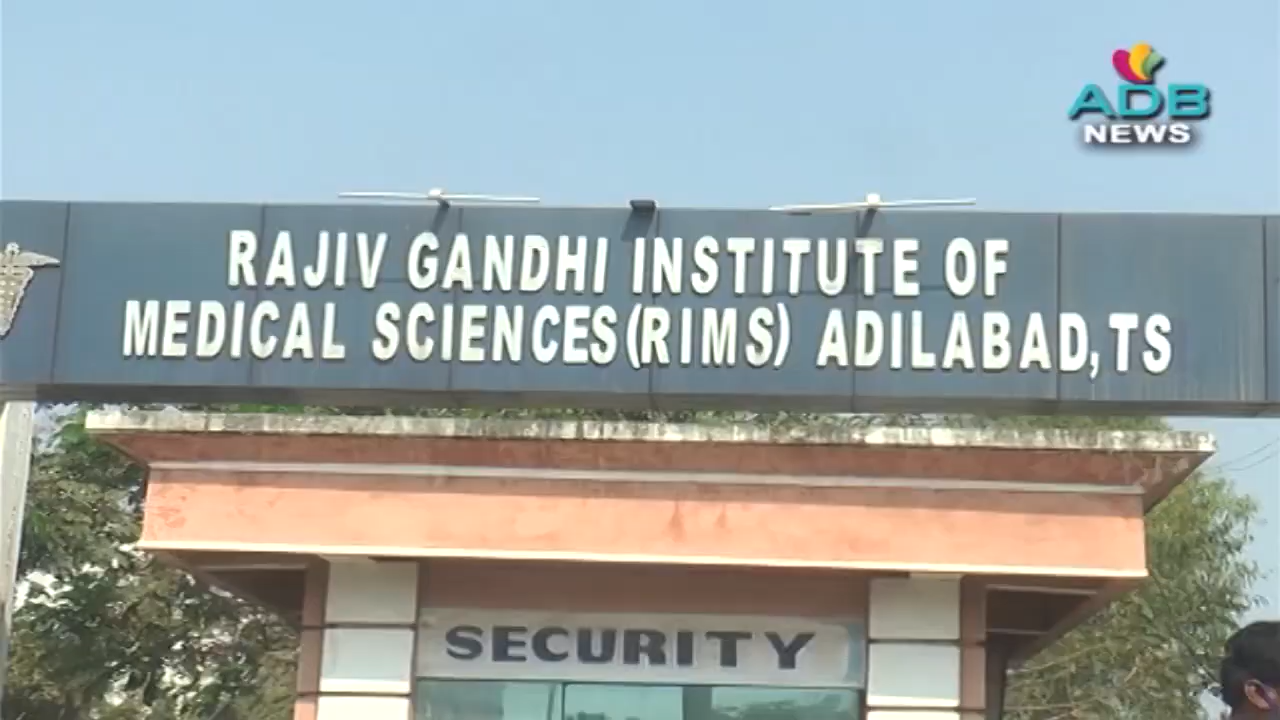 ADB
NEWS
RAJIV GANDHI INSTITUTE OF
MEDICAL SCIENCES(RIMS) ADILABAD,TS
SECURITY